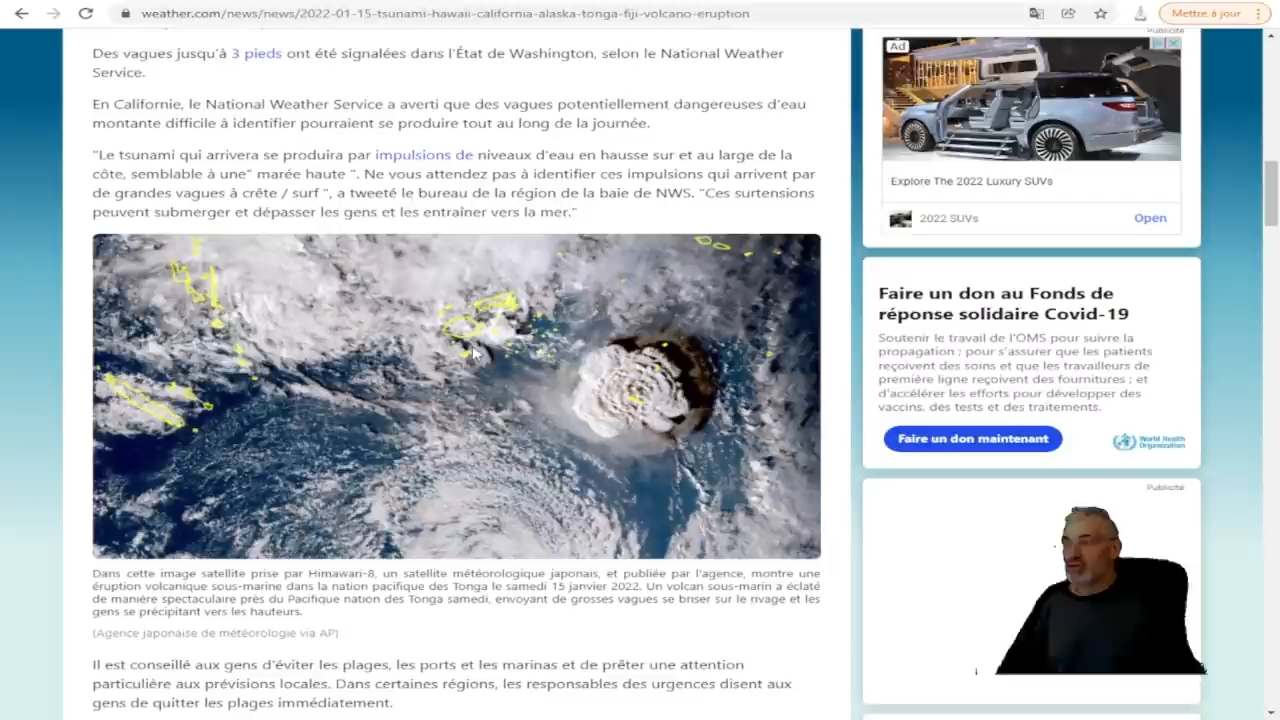 weather.com/news/news/2022-01-15-tsunami-hawaii-california-alaska-tonga-fiji-volcano-eruption
Mettre à jour
Des vagues jusqu'à 3 pieds ont été signalées dans l'État de Washington, selon le National Weather
Service.
En Californie, le National Weather Service a averti que des vagues potentiellement dangereuses d'eau
montante difficile à identifier pourraient se produire tout au long de la journée.
"Le tsunami qui arrivera se produira par impulsions de niveaux d'eau en hausse sur et au large de la
côte, semblable à une" marée haute ". Ne vous attendez pas à identifier ces impulsions qui arrivent par
de grandes vagues à crête / surf ", a tweeté le bureau de la région de la baie de NWS. "Ces surtensions
peuvent submerger et dépasser les gens et les entraîner vers la mer."
Dans cette image satellite prise par Himawari-8, un satellite météorologique japonais, et publiée par l'agence, montre une
éruption volcanique sous-marine dans la nation pacifique des Tonga le samedi 15 janvier 2022. Un volcan sous-marin a éclaté
de manière spectaculaire près du Pacifique nation des Tonga samedi, envoyant de grosses vagues se briser sur le rivage et les
gens se précipitant vers les hauteurs.
(Agence japonaise de météorologie via AP)
Il est conseillé aux gens d'éviter les plages, les ports et les marinas et de prêter une attention
particulière aux prévisions locales. Dans certaines régions, les responsables des urgences disent aux
gens de quitter les plages immédiatement.
Publicité
Ad
Explore The 2022 Luxury SUVs
2022 SUVs
Open
Faire un don au Fonds de
réponse solidaire Covid-19
Soutenir le travail de l'OMS pour suivre la
propagation ; pour s'assurer que les patients
reçoivent des soins et que les travailleurs de
première ligne reçoivent des fournitures ; et
d'accélérer les efforts pour développer des
vaccins, des tests et des traitements.
Faire un don maintenant
World Health
Organization
Publicité